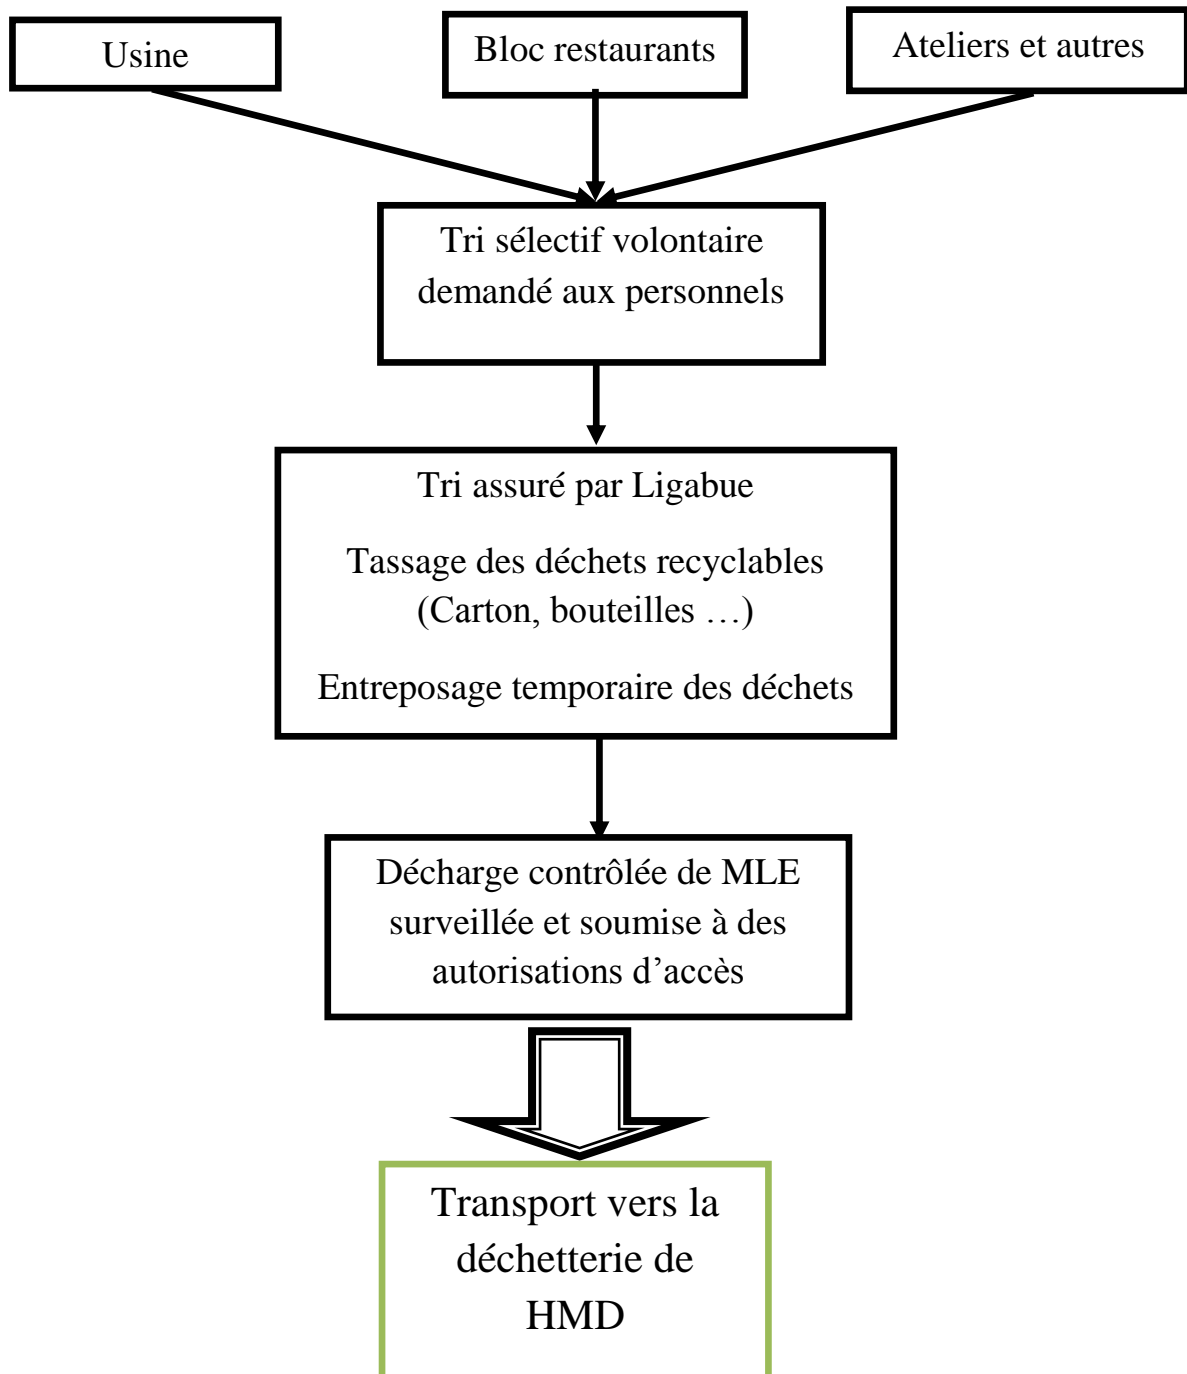 Usine
Bloc restaurants
Ateliers et autres
Tri sélectif volontaire
demandé aux personnels
Tri assuré par Ligabue
Tassage des déchets recyclables
(Carton, bouteilles …)
Entreposage temporaire des déchets
Décharge contrôlée de MLE
surveillée et soumise à des
autorisations d’accès
Transport vers la
déchetterie de
HMD